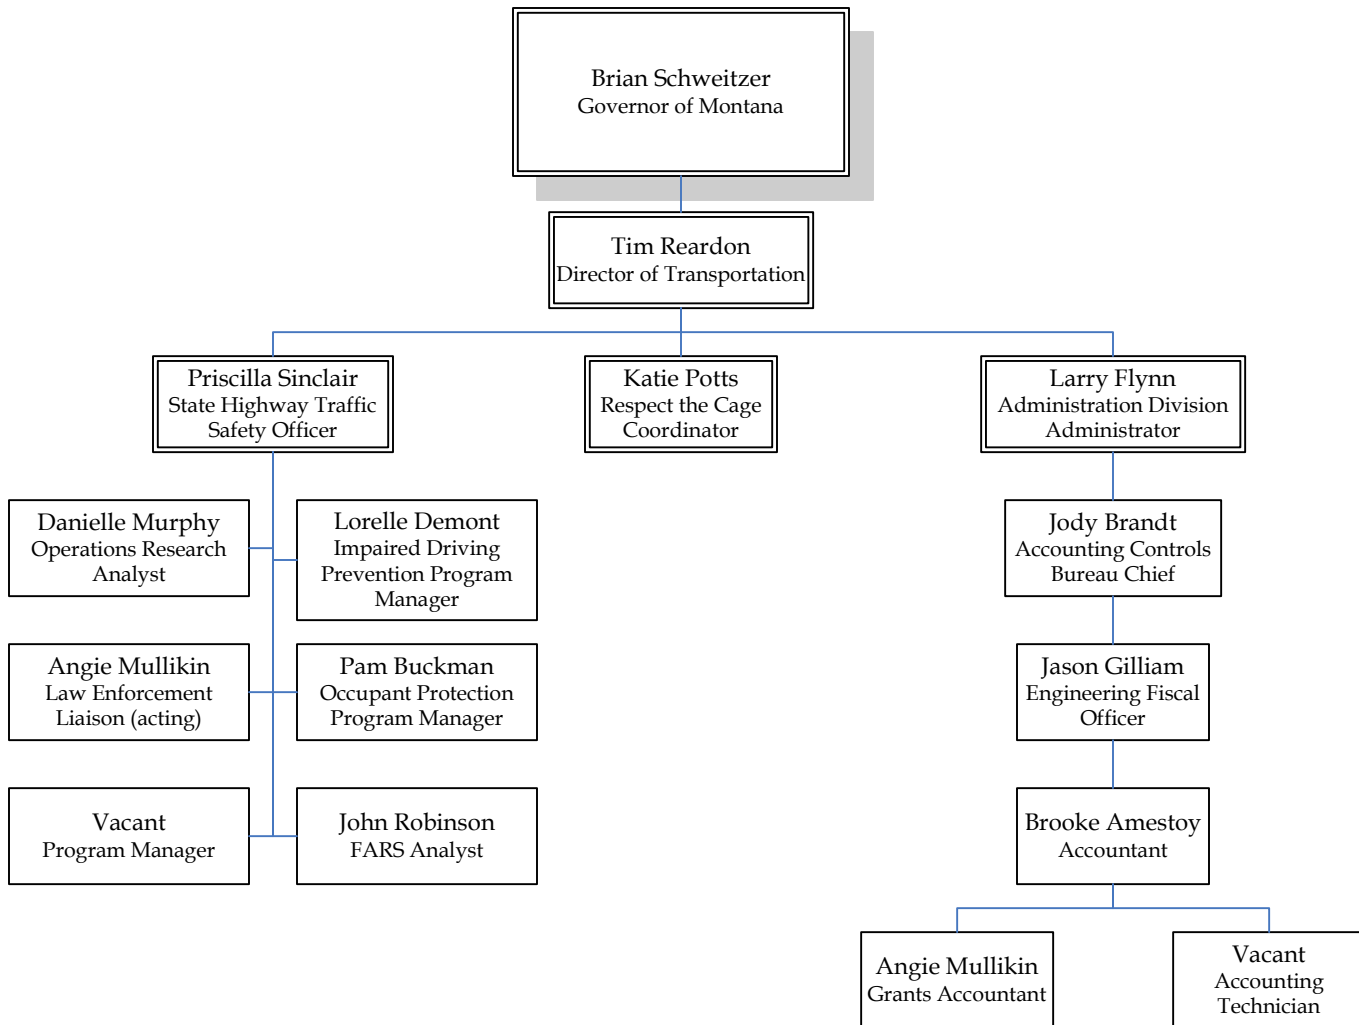 Brian Schweitzer
Governor of Montana
Tim Reardon
Director of Transportation
Priscilla Sinclair
State Highway Traffic
Safety Officer
Katie Potts
Respect the Cage
Coordinator
Larry Flynn
Administration Division
Administrator
Danielle Murphy
Operations Research
Analyst
Lorelle Demont
Impaired Driving
Prevention Program
Manager
Jody Brandt
Accounting Controls
Bureau Chief
Angie Mullikin
Law Enforcement
Liaison (acting)
Pam Buckman
Occupant Protection
Program Manager
Jason Gilliam
Engineering Fiscal
Officer
Vacant
Program Manager
John Robinson
FARS Analyst
Brooke Amestoy
Accountant
Angie Mullikin
Grants Accountant
Vacant
Accounting
Technician